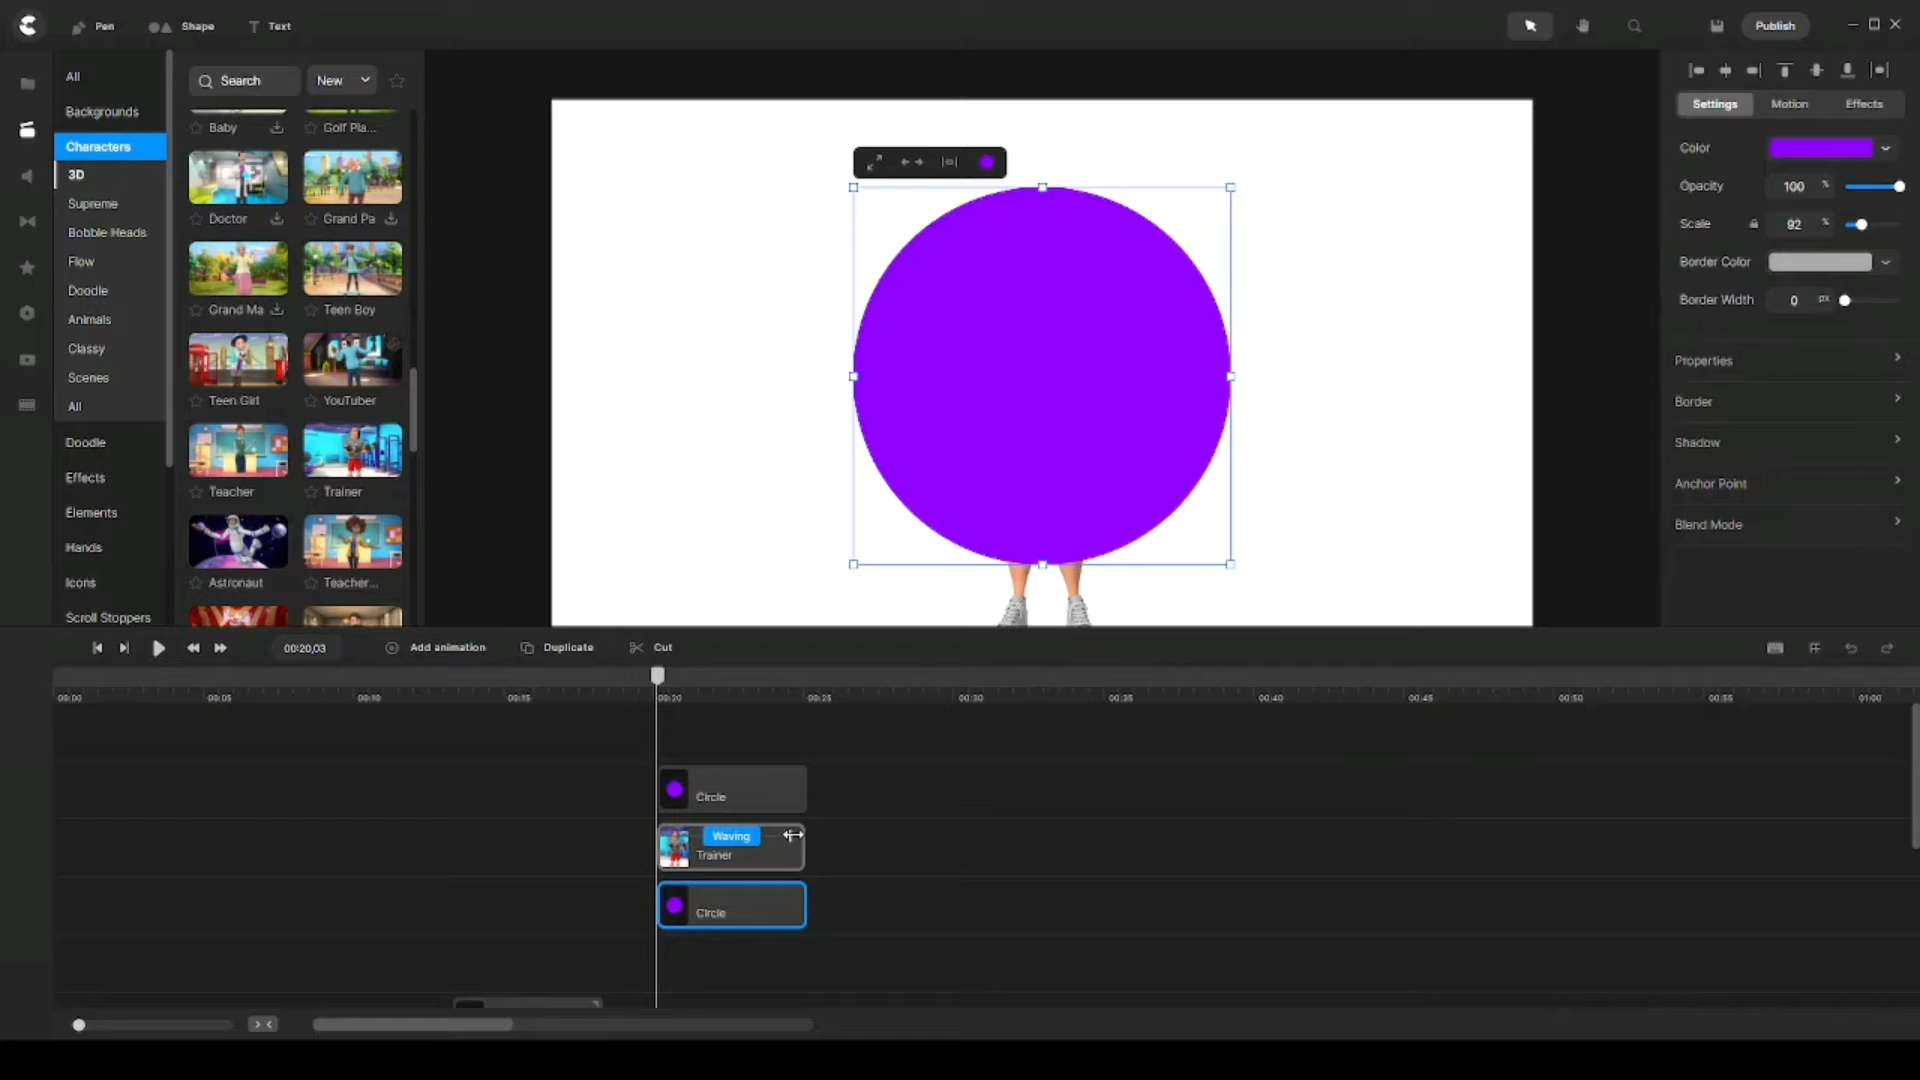 Pen
Shape
Text
Publish
All
Backgrounds
Characters
3D
Supreme
Bobble Heads
Flow
Doodle
Animals
Classy
Scenes
All
Doodle
Effects
Elements
Hands
Icons
Scroll Stoppers
Search
New
Baby
Golf Pla...
Doctor
Grand Pa
Grand Ma
Teen Boy
Teen Girl
YouTuber
Teacher
Trainer
Astronaut
Teacher...
Settings
Motion
Effects
Color
Opacity
100
%
Scale
92
%
Border Color
Border Width
0
px
Properties
Border
Shadow
Anchor Point
Blend Mode
00:20,03
Add animation
Duplicate
Cut
00:00
00:05
00:10
00:15
00:20
00:25
00:30
00:35
00:40
00:45
00:50
00:55
01:00
Circle
Waving
Trainer
Circle